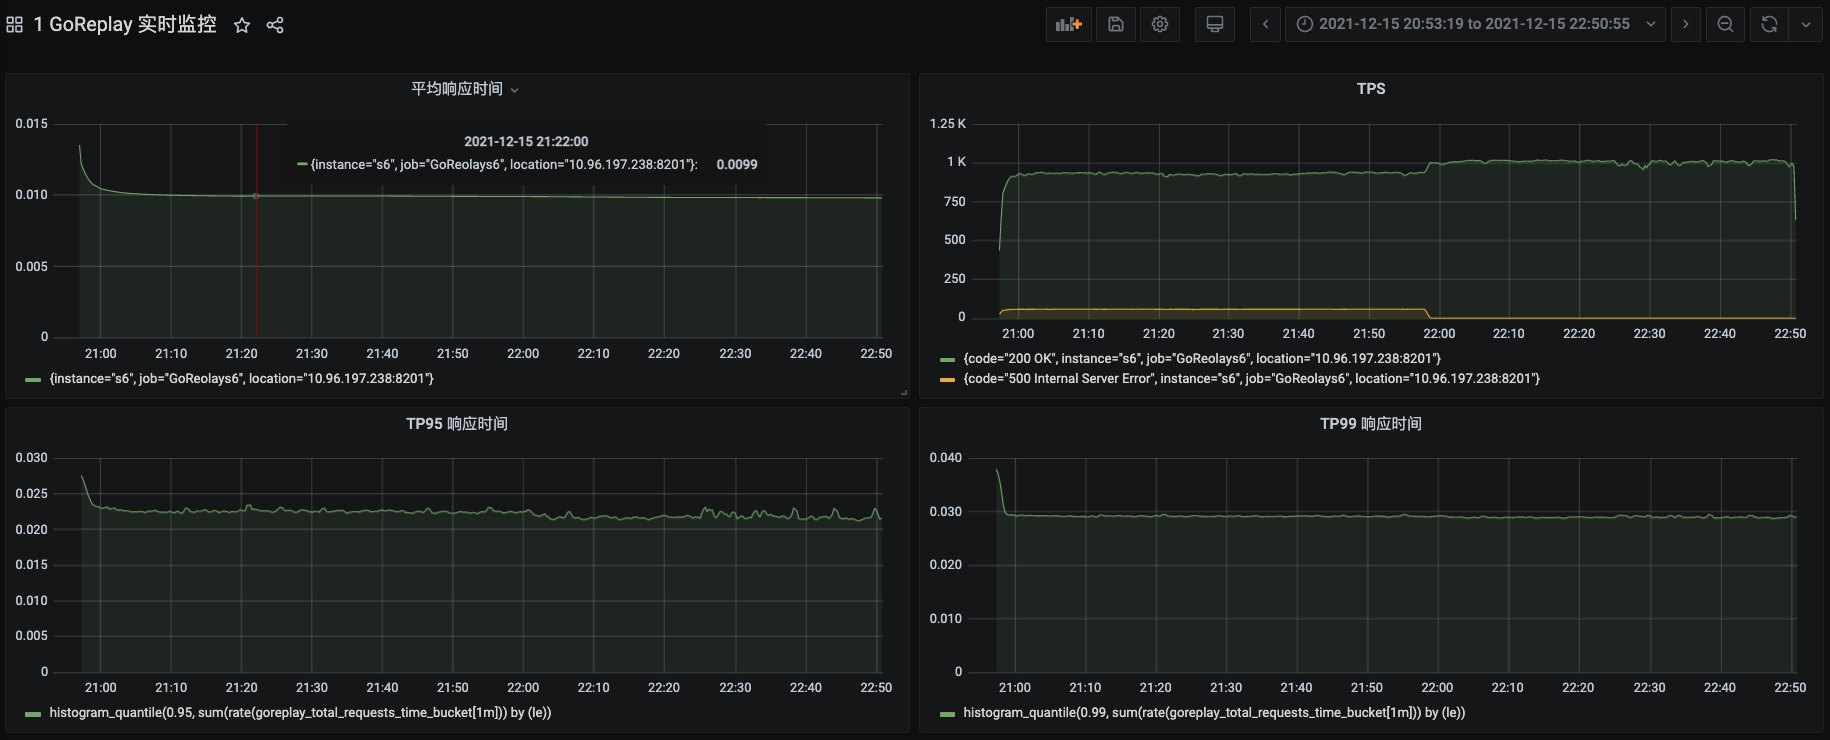 1 GoReplay 实时监控
2021-12-15 20:53:19 to 2021-12-15 22:50:55
平均响应时间
0.015
0.010
0.005
0
2021-12-15 21:22:00
{instance="s6", job="GoReolays6", location="10.96.197.238:8201"}: 0.0099
21:00 21:10 21:20 21:30 21:40 21:50 22:00 22:10 22:20 22:30 22:40 22:50
{instance="s6", job="GoReolays6", location="10.96.197.238:8201"}
TPS
1.25 K
1 K
750
500
250
0
21:00 21:10 21:20 21:30 21:40 21:50 22:00 22:10 22:20 22:30 22:40 22:50
{code="200 OK", instance="s6", job="GoReolays6", location="10.96.197.238:8201"}
{code="500 Internal Server Error", instance="s6", job="GoReolays6", location="10.96.197.238:8201"}
TP95 响应时间
0.030
0.025
0.020
0.015
0.010
0.005
0
21:00 21:10 21:20 21:30 21:40 21:50 22:00 22:10 22:20 22:30 22:40 22:50
histogram_quantile(0.95, sum(rate(goreplay_total_requests_time_bucket[1m])) by (le))
TP99 响应时间
0.040
0.030
0.020
0.010
0
21:00 21:10 21:20 21:30 21:40 21:50 22:00 22:10 22:20 22:30 22:40 22:50
histogram_quantile(0.99, sum(rate(goreplay_total_requests_time_bucket[1m])) by (le))